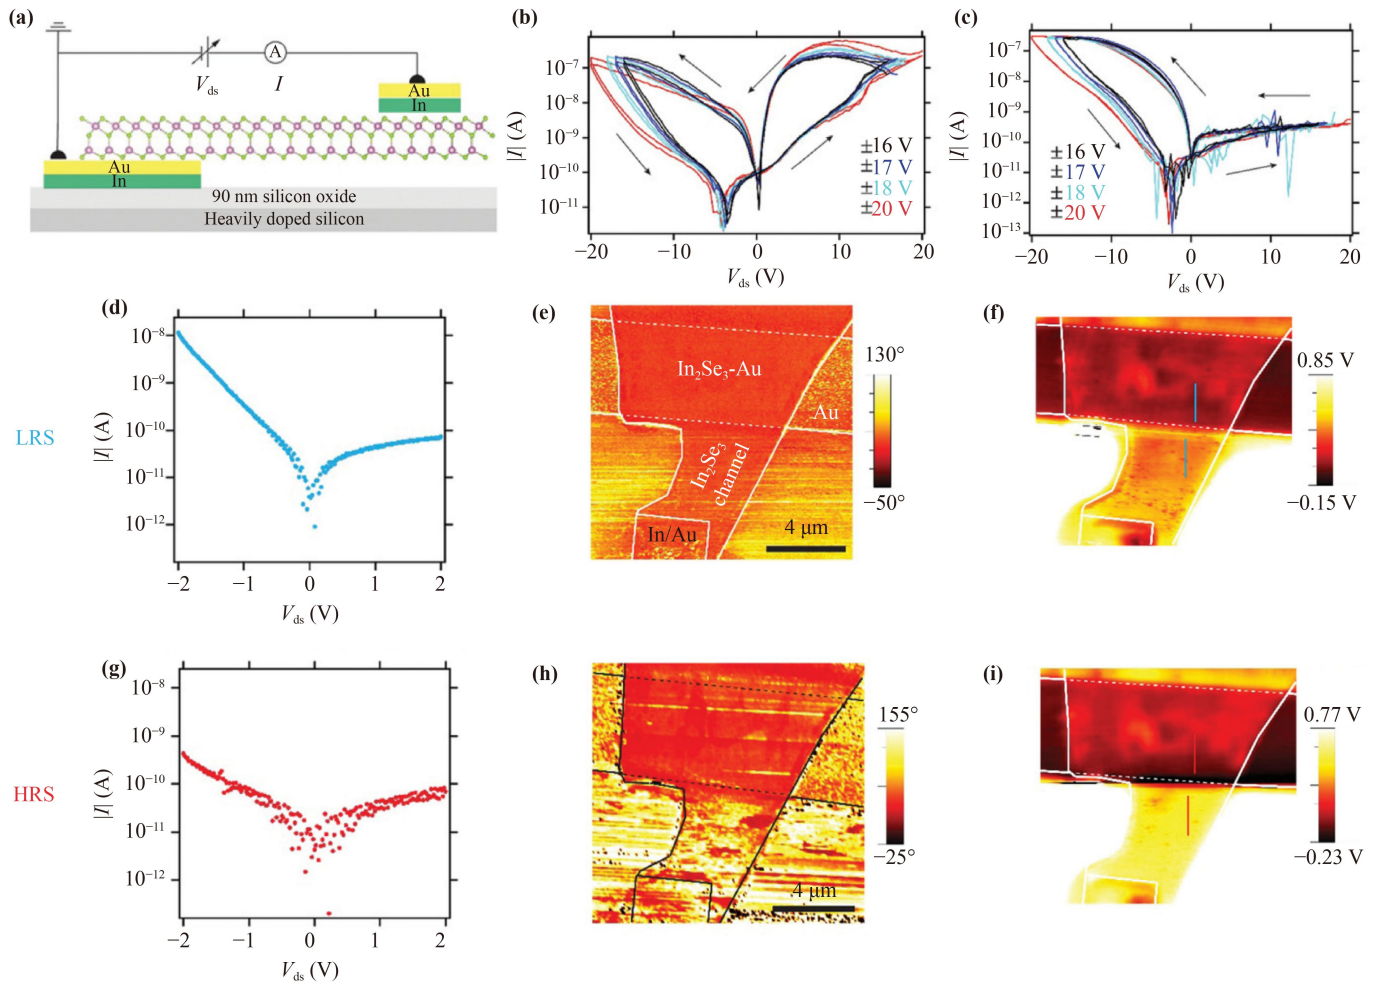 (a)
A
V_ds
I
Au
In
Au
In
90 nm silicon oxide
Heavily doped silicon
(b)
10⁻⁷
10⁻⁸
10⁻⁹
10⁻¹⁰
10⁻¹¹
|I| (A)
±16 V
±17 V
±18 V
±20 V
−20 −10 0 10 20
V_ds (V)
(c)
10⁻⁷
10⁻⁸
10⁻⁹
10⁻¹⁰
10⁻¹¹
10⁻¹²
10⁻¹³
|I| (A)
±16 V
±17 V
±18 V
±20 V
−20 −10 0 10 20
V_ds (V)
LRS
(d)
10⁻⁸
10⁻⁹
10⁻¹⁰
10⁻¹¹
10⁻¹²
|I| (A)
−2 −1 0 1 2
V_ds (V)
(e)
In₂Se₃-Au
Au
In₂Se₃
channel
In/Au
4 μm
130°
−50°
(f)
0.85 V
−0.15 V
HRS
(g)
10⁻⁸
10⁻⁹
10⁻¹⁰
10⁻¹¹
10⁻¹²
|I| (A)
−2 −1 0 1 2
V_ds (V)
(h)
4 μm
155°
−25°
(i)
0.77 V
−0.23 V